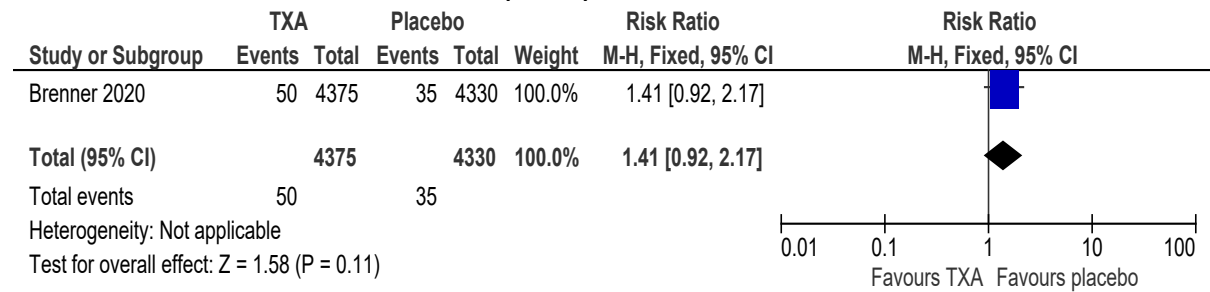 TXA Placebo Risk Ratio Risk Ratio
Study or Subgroup Events Total Events Total Weight M-H, Fixed, 95% CI M-H, Fixed, 95% CI
Brenner 2020 50 4375 35 4330 100.0% 1.41 [0.92, 2.17]
Total (95% CI) 4375 4330 100.0% 1.41 [0.92, 2.17]
Total events 50 35
Heterogeneity: Not applicable
Test for overall effect: Z = 1.58 (P = 0.11)
0.01 0.1 1 10 100
Favours TXA Favours placebo